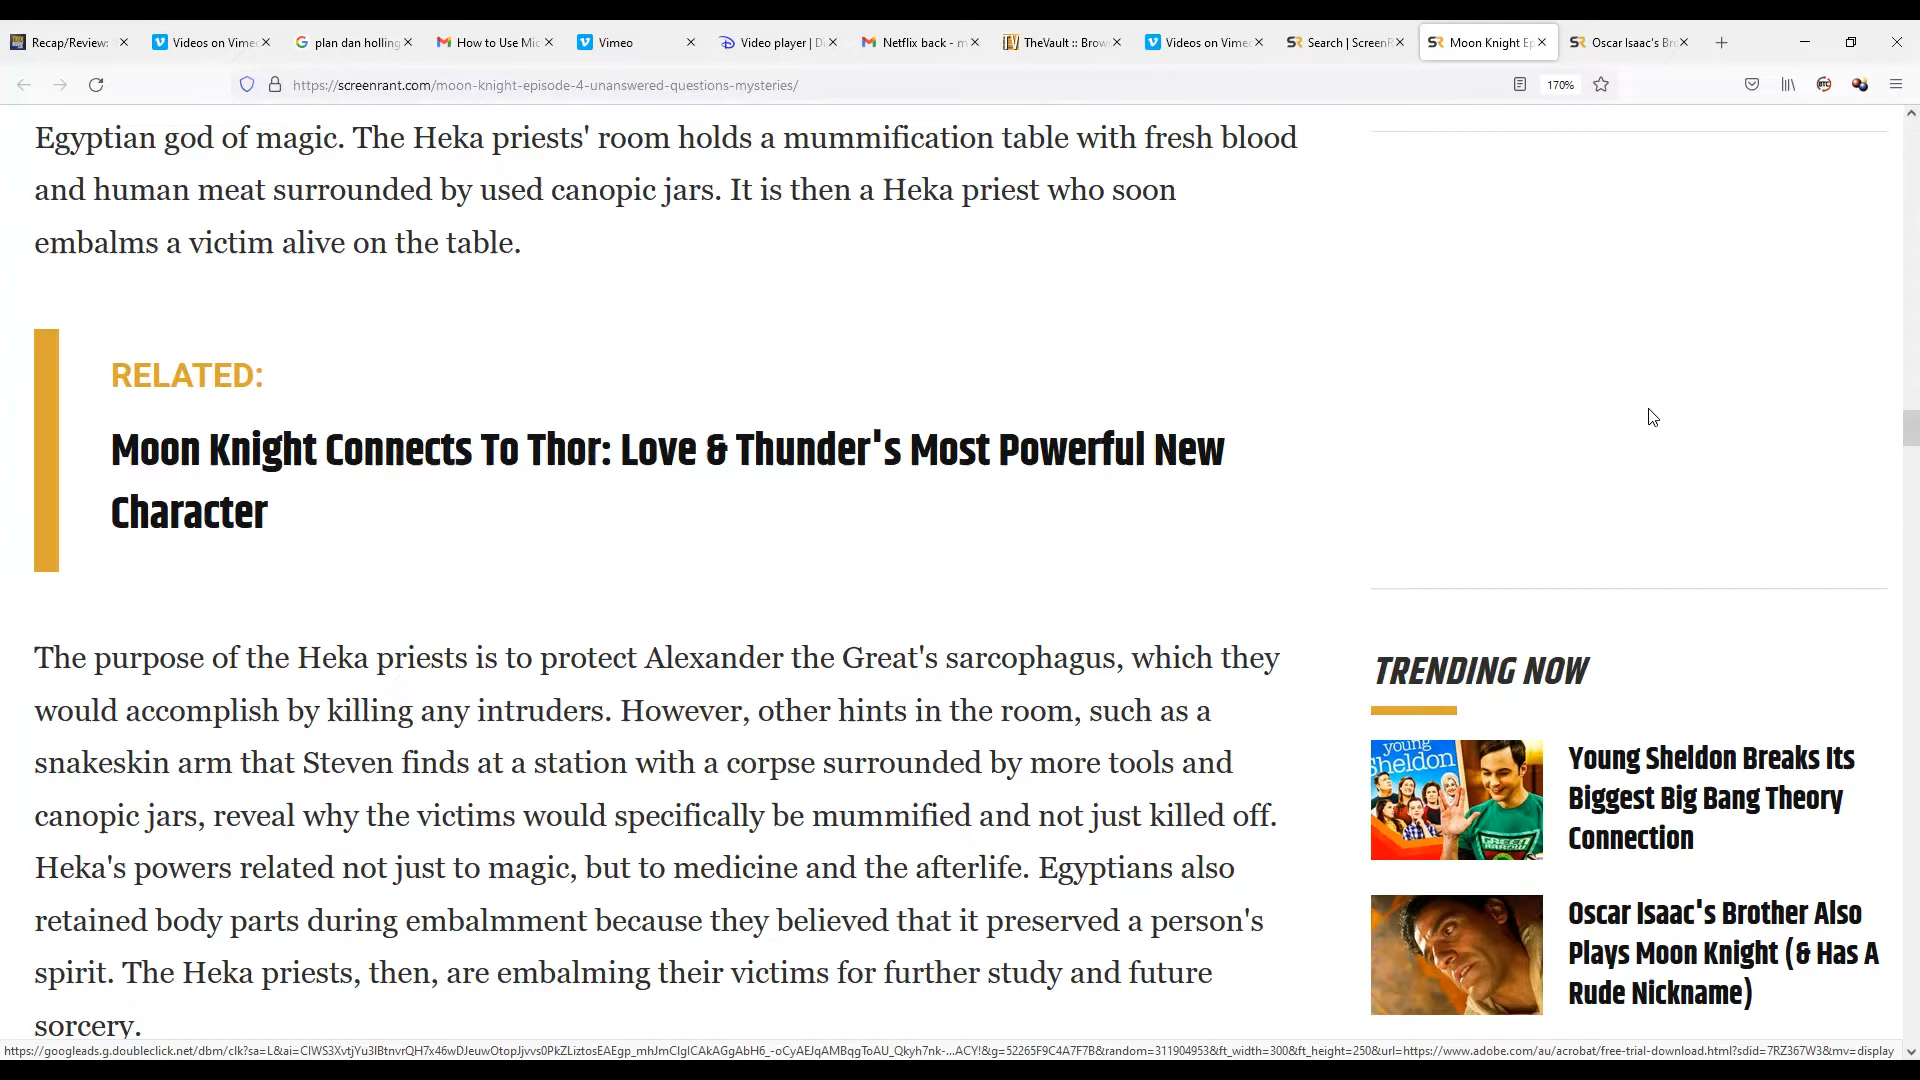 Recap/Review:
Videos on Vime
plan dan holling
How to Use Mic
Vimeo
Video player | D
Netflix back - m
TheVault :: Brow
Videos on Vime
Search | ScreenR
Moon Knight Ep
Oscar Isaac's Bro
https://screenrant.com/moon-knight-episode-4-unanswered-questions-mysteries/
170%
Egyptian god of magic. The Heka priests' room holds a mummification table with fresh blood
and human meat surrounded by used canopic jars. It is then a Heka priest who soon
embalms a victim alive on the table.
RELATED:
Moon Knight Connects To Thor: Love & Thunder's Most Powerful New
Character
The purpose of the Heka priests is to protect Alexander the Great's sarcophagus, which they
would accomplish by killing any intruders. However, other hints in the room, such as a
snakeskin arm that Steven finds at a station with a corpse surrounded by more tools and
canopic jars, reveal why the victims would specifically be mummified and not just killed off.
Heka's powers related not just to magic, but to medicine and the afterlife. Egyptians also
retained body parts during embalmment because they believed that it preserved a person's
spirit. The Heka priests, then, are embalming their victims for further study and future
sorcery.
TRENDING NOW
young
Sheldon
GREEN
Young Sheldon Breaks Its
Biggest Big Bang Theory
Connection
Oscar Isaac's Brother Also
Plays Moon Knight (& Has A
Rude Nickname)